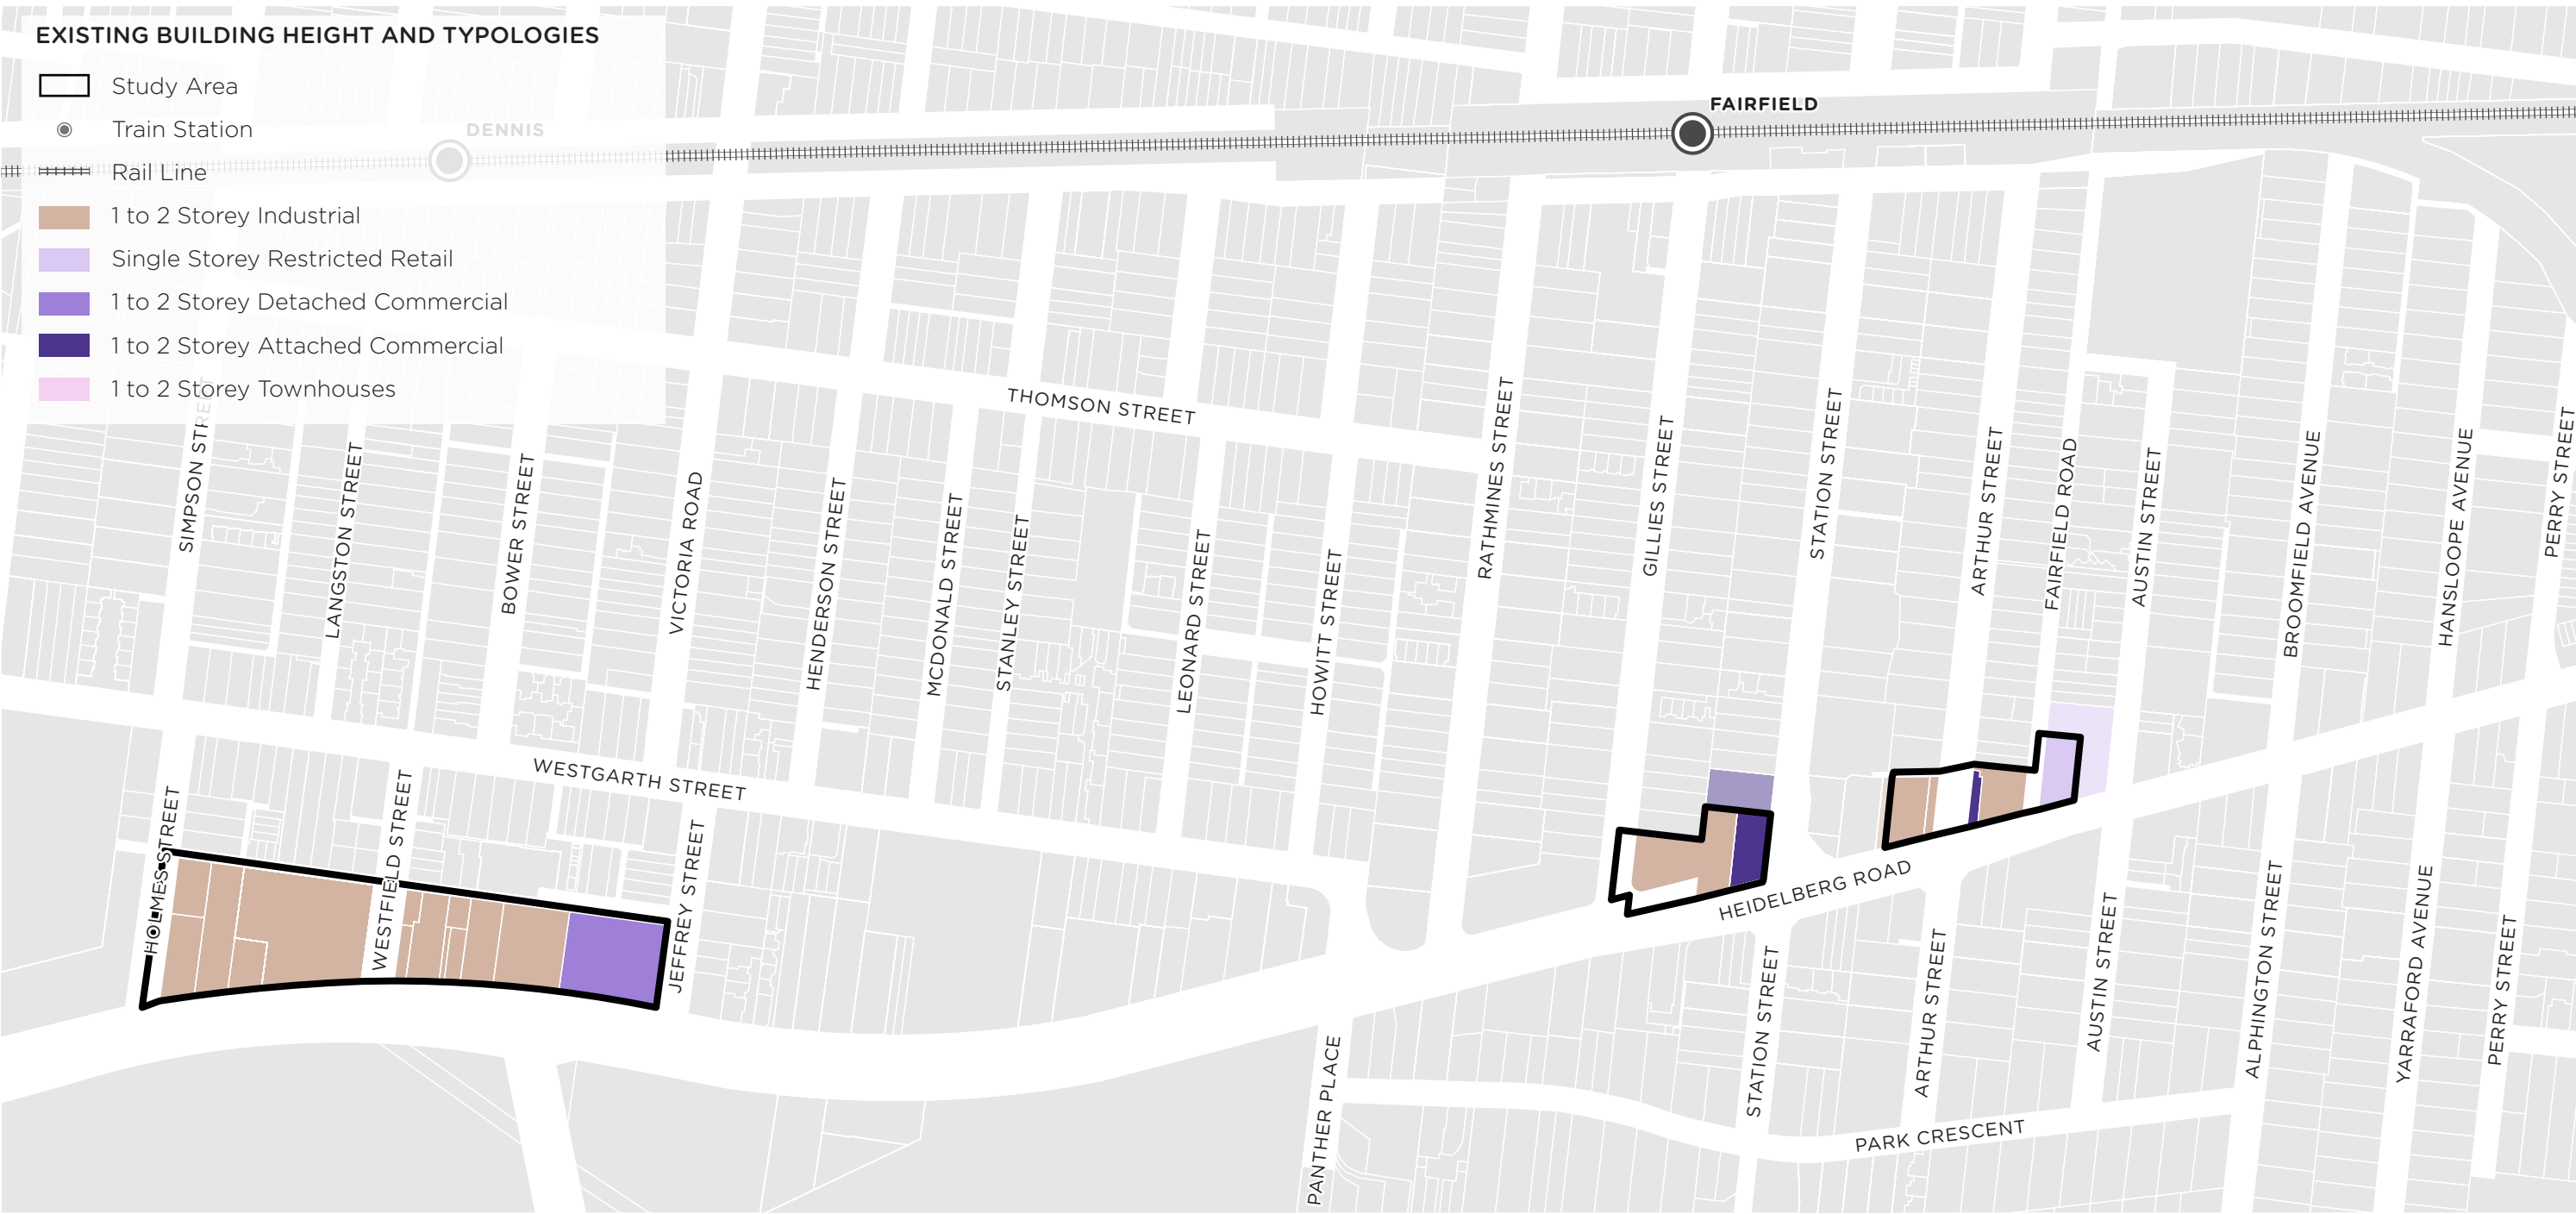 EXISTING BUILDING HEIGHT AND TYPOLOGIES
Study Area
Train Station
Rail Line
1 to 2 Storey Industrial
Single Storey Restricted Retail
1 to 2 Storey Detached Commercial
1 to 2 Storey Attached Commercial
1 to 2 Storey Townhouses
DENNIS
FAIRFIELD
THOMSON STREET
SIMPSON STREET
LANGSTON STREET
BOWER STREET
VICTORIA ROAD
HENDERSON STREET
MCDONALD STREET
STANLEY STREET
LEONARD STREET
HOWITT STREET
RATHMINES STREET
GILLIES STREET
STATION STREET
ARTHUR STREET
FAIRFIELD ROAD
AUSTIN STREET
BROOMFIELD AVENUE
HANSLOOPE AVENUE
PERRY STREET
WESTGARTH STREET
HOLMES STREET
WESTFIELD STREET
JEFFREY STREET
HEIDELBERG ROAD
PANTHER PLACE
STATION STREET
ARTHUR STREET
AUSTIN STREET
ALPHINGTON STREET
YARRAFORD AVENUE
PERRY STREET
PARK CRESCENT